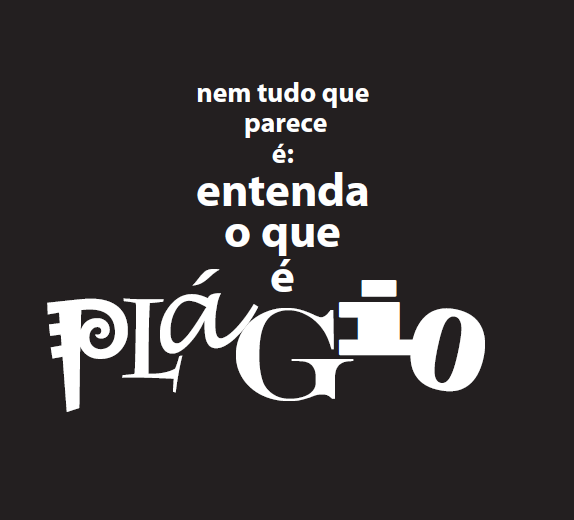 nem tudo que
parece
é:
entenda
o que
é
PLáGio